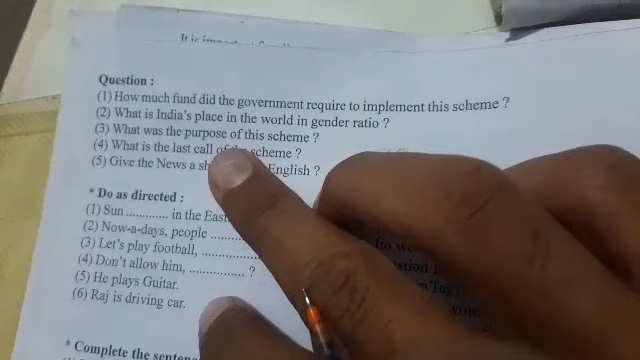 It is
Question :
(1) How much fund did the government require to implement this scheme ?
(2) What is India's place in the world in gender ratio ?
(3) What was the purpose of this scheme ?
(4) What is the last call of the scheme ?
(5) Give the News a English ?
* Do as directed :
(1) Sun ............ in the East
(2) Now-a-days, people ..........
(3) Let's play football, ................
(4) Don't allow him, ............... ?
(5) He plays Guitar.
(6) Raj is driving car.
* Complete the